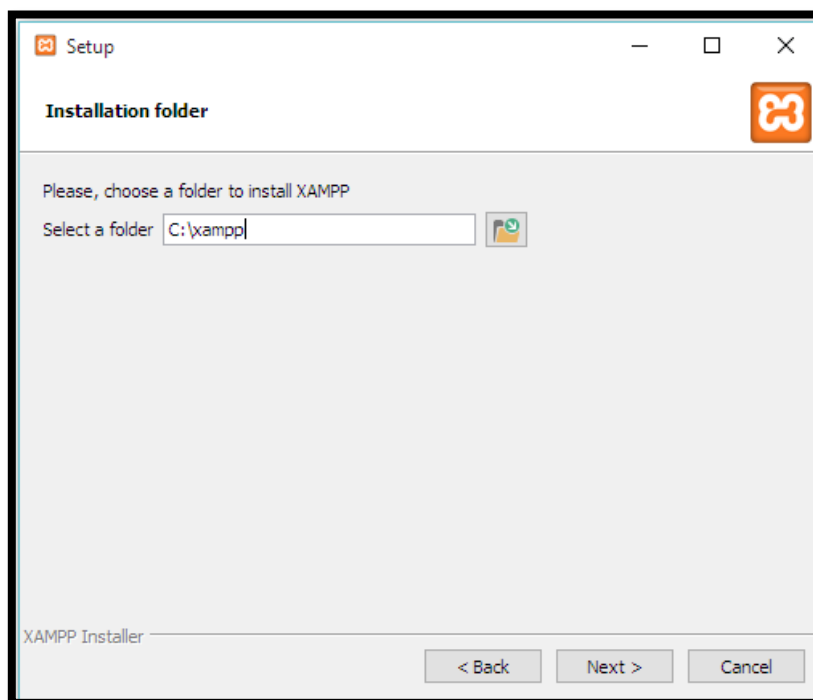 Setup
Installation folder
Please, choose a folder to install XAMPP
Select a folder C:\xampp
XAMPP Installer
< Back Next > Cancel